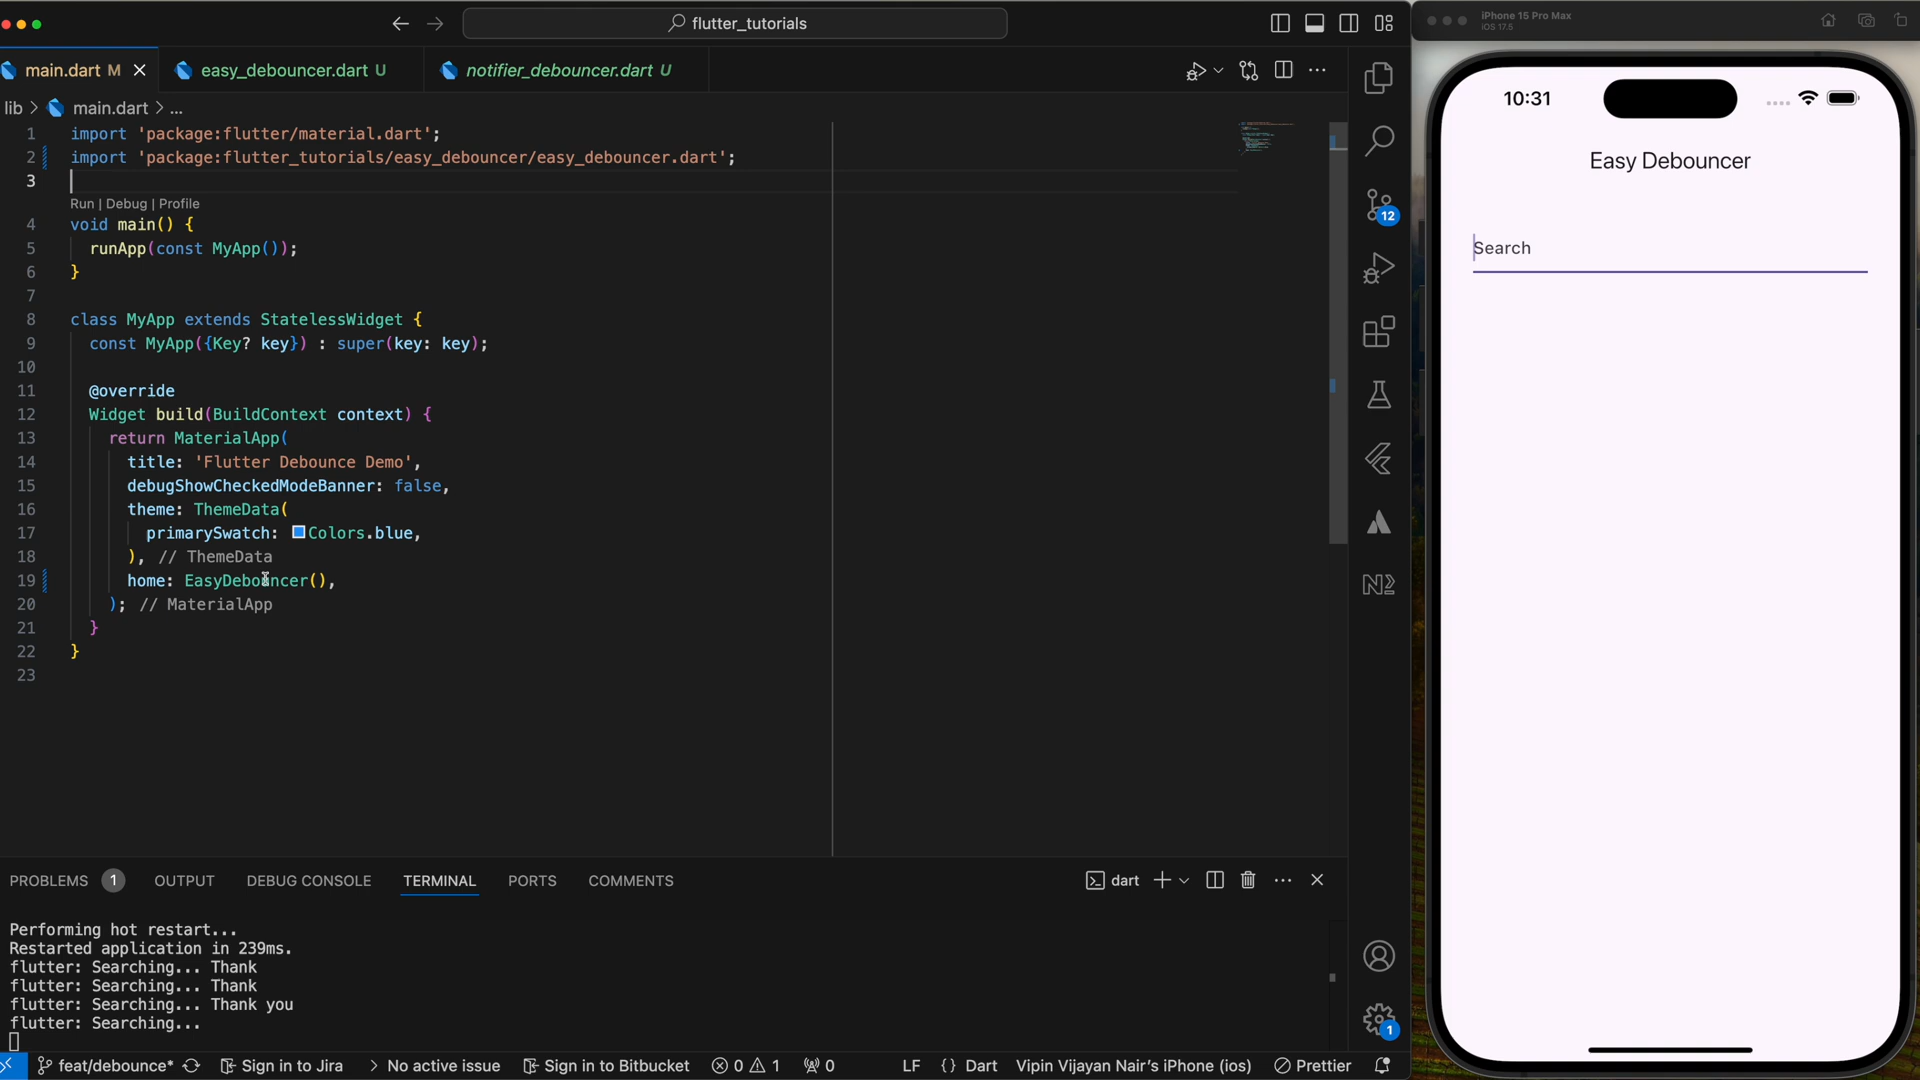 flutter_tutorials
main.dart M
easy_debouncer.dart U
notifier_debouncer.dart U
lib > main.dart > ...
1 import 'package:flutter/material.dart';
2 import 'package:flutter_tutorials/easy_debouncer/easy_debouncer.dart';
3
Run | Debug | Profile
4 void main() {
5 runApp(const MyApp());
6 }
7
8 class MyApp extends StatelessWidget {
9 const MyApp({Key? key}) : super(key: key);
10
11 @override
12 Widget build(BuildContext context) {
13 return MaterialApp(
14 title: 'Flutter Debounce Demo',
15 debugShowCheckedModeBanner: false,
16 theme: ThemeData(
17 primarySwatch: Colors.blue,
18 ), // ThemeData
19 home: EasyDebouncer(),
20 ); // MaterialApp
21 }
22 }
23
12
PROBLEMS 1 OUTPUT DEBUG CONSOLE TERMINAL PORTS COMMENTS
dart
Performing hot restart...
Restarted application in 239ms.
flutter: Searching... Thank
flutter: Searching... Thank
flutter: Searching... Thank you
flutter: Searching...
1
feat/debounce* Sign in to Jira No active issue Sign in to Bitbucket 0 1 0 LF {} Dart Vipin Vijayan Nair's iPhone (ios) Prettier
iPhone 15 Pro Max
iOS 17.5
10:31
Easy Debouncer
Search